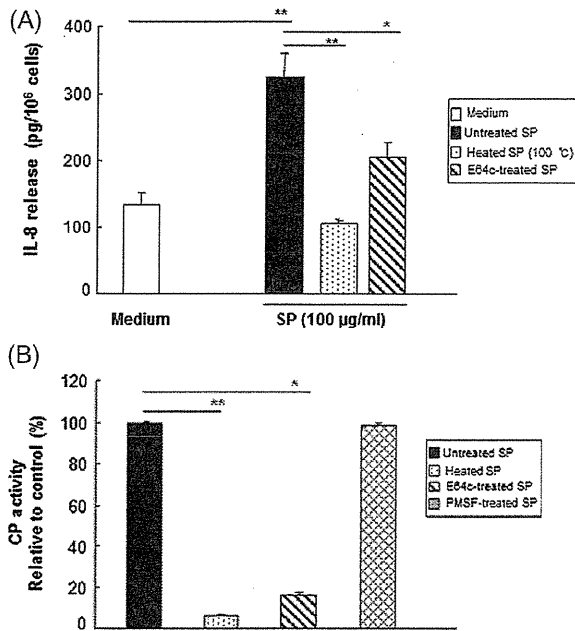 (A)
IL-8 release (pg/10⁶ cells)
400
300
200
100
0
**
*
**
Medium
SP (100 µg/ml)
Medium
Untreated SP
Heated SP (100 ℃)
E64c-treated SP
(B)
CP activity
Relative to control (%)
120
100
80
60
40
20
0
*
**
Untreated SP
Heated SP
E64c-treated SP
PMSF-treated SP